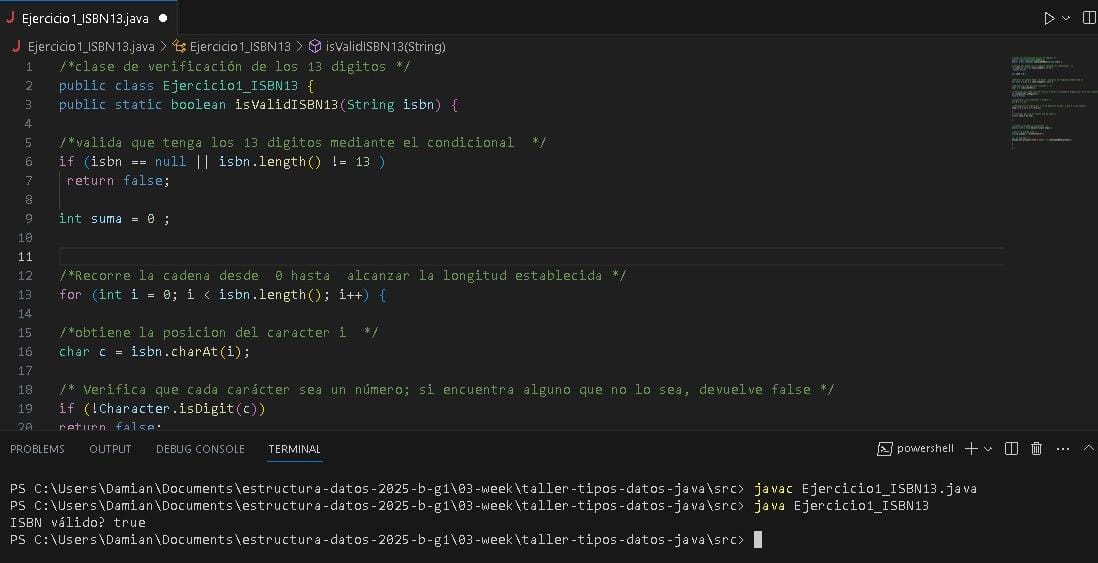 Ejercicio1_ISBN13.java
Ejercicio1_ISBN13.java > Ejercicio1_ISBN13 > isValidISBN13(String)
1 /*clase de verificación de los 13 digitos */
2 public class Ejercicio1_ISBN13 {
3 public static boolean isValidISBN13(String isbn) {
4
5 /*valida que tenga los 13 digitos mediante el condicional  */
6 if (isbn == null || isbn.length() != 13 )
7  return false;
8
9 int suma = 0 ;
10
11
12 /*Recorre la cadena desde  0 hasta  alcanzar la longitud establecida */
13 for (int i = 0; i < isbn.length(); i++) {
14
15 /*obtiene la posicion del caracter i  */
16 char c = isbn.charAt(i);
17
18 /* Verifica que cada carácter sea un número; si encuentra alguno que no lo sea, devuelve false */
19 if (!Character.isDigit(c))
20 return false;
PROBLEMS OUTPUT DEBUG CONSOLE TERMINAL powershell
PS C:\Users\Damian\Documents\estructura-datos-2025-b-g1\03-week\taller-tipos-datos-java\src> javac Ejercicio1_ISBN13.java
PS C:\Users\Damian\Documents\estructura-datos-2025-b-g1\03-week\taller-tipos-datos-java\src> java Ejercicio1_ISBN13
ISBN válido? true
PS C:\Users\Damian\Documents\estructura-datos-2025-b-g1\03-week\taller-tipos-datos-java\src>